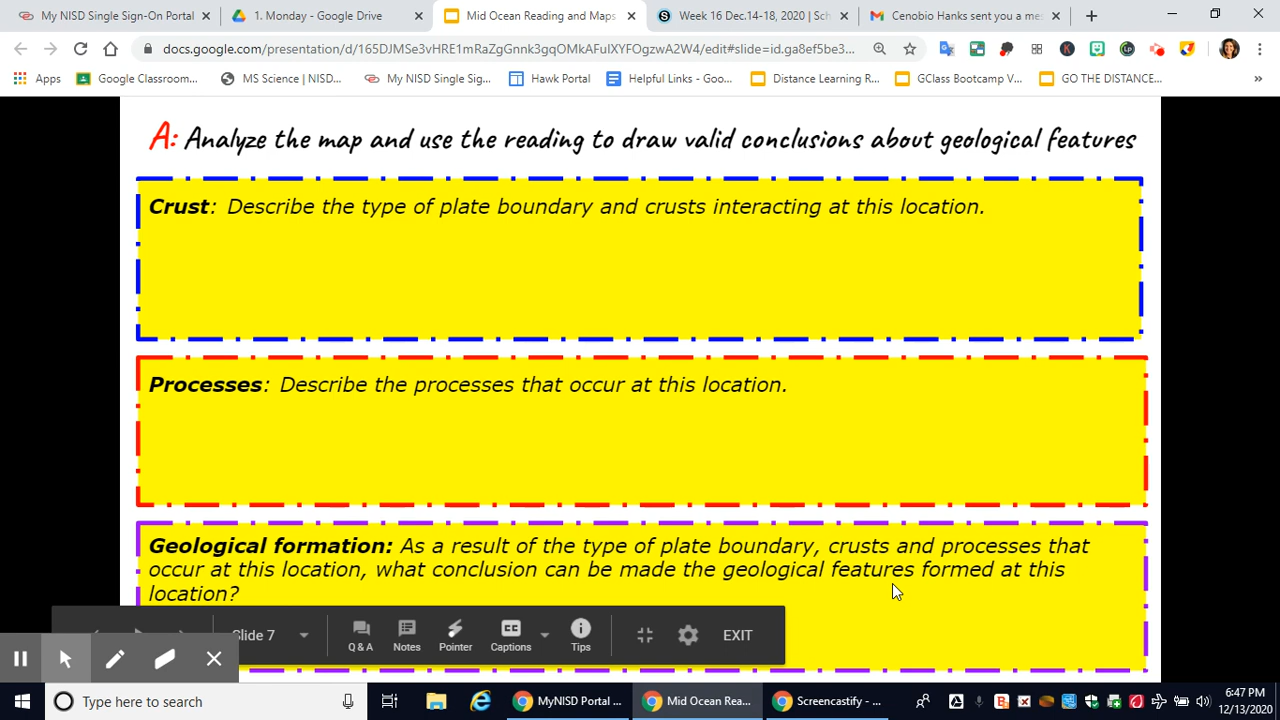 My NISD Single Sign-On Portal
1. Monday - Google Drive
Mid Ocean Reading and Maps
Week 16 Dec.14-18, 2020 | Sch
Cenobio Hanks sent you a me
docs.google.com/presentation/d/165DJMSe3vHRE1mRaZgGnnk3gqOMkAFulXYFOgzwA2W4/edit#slide=id.ga8ef5be3...
Apps
Google Classroom...
MS Science | NISD...
My NISD Single Sig...
Hawk Portal
Helpful Links - Goo...
Distance Learning R...
GClass Bootcamp V...
GO THE DISTANCE...
A: Analyze the map and use the reading to draw valid conclusions about geological features
Crust: Describe the type of plate boundary and crusts interacting at this location.
Processes: Describe the processes that occur at this location.
Geological formation: As a result of the type of plate boundary, crusts and processes that
occur at this location, what conclusion can be made the geological features formed at this
location?
Slide 7
Q & A
Notes
Pointer
Captions
Tips
EXIT
Type here to search
MyNISD Portal ...
Mid Ocean Rea...
Screencastify - ...
6:47 PM
12/13/2020